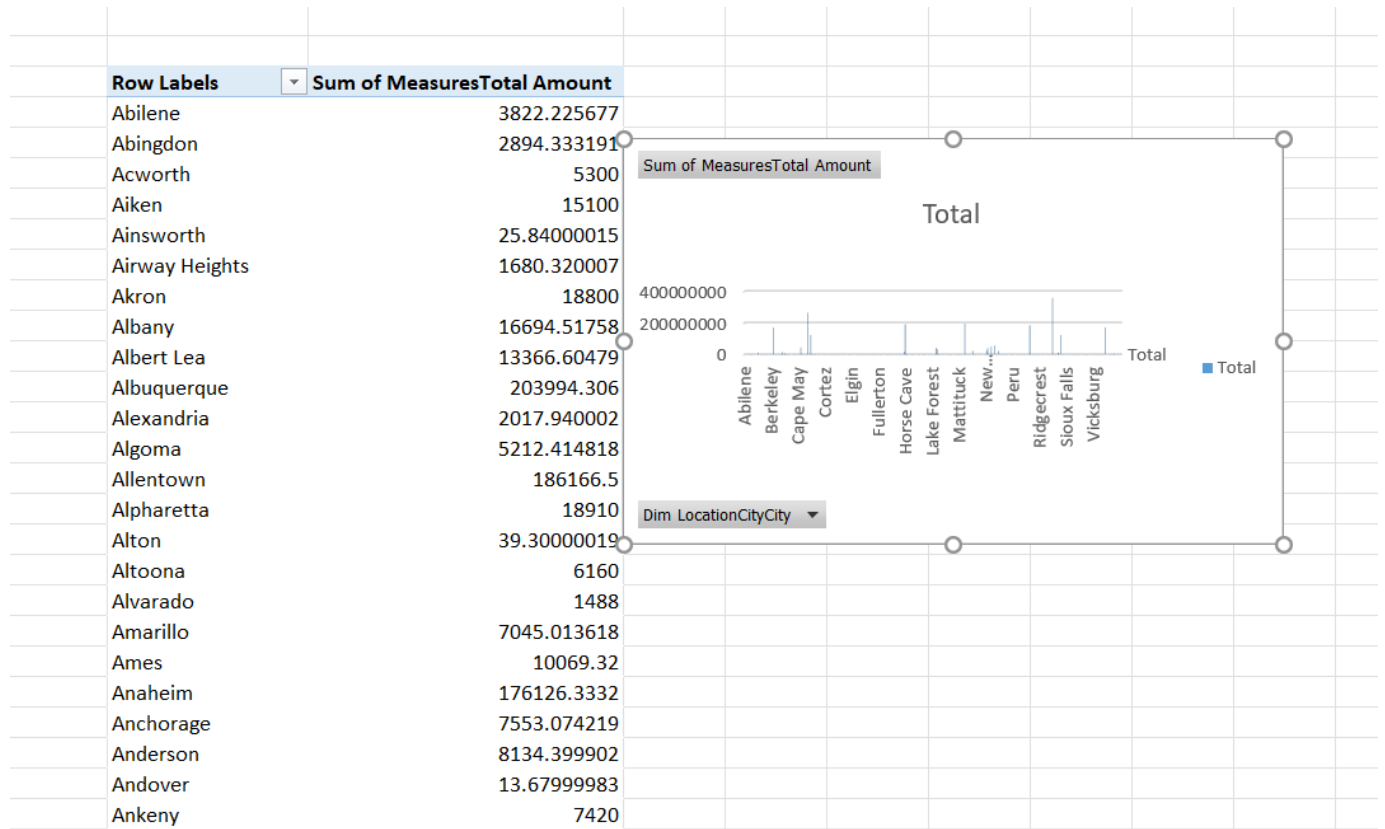 Row Labels Sum of MeasuresTotal Amount
Abilene 3822.225677
Abingdon 2894.333191
Acworth 5300
Aiken 15100
Ainsworth 25.84000015
Airway Heights 1680.320007
Akron 18800
Albany 16694.51758
Albert Lea 13366.60479
Albuquerque 203994.306
Alexandria 2017.940002
Algoma 5212.414818
Allentown 186166.5
Alpharetta 18910
Alton 39.30000019
Altoona 6160
Alvarado 1488
Amarillo 7045.013618
Ames 10069.32
Anaheim 176126.3332
Anchorage 7553.074219
Anderson 8134.399902
Andover 13.67999983
Ankeny 7420
Sum of MeasuresTotal Amount
Total
400000000
200000000
0
Total
Total
Abilene
Berkeley
Cape May
Cortez
Elgin
Fullerton
Horse Cave
Lake Forest
Mattituck
New...
Peru
Ridgecrest
Sioux Falls
Vicksburg
Dim LocationCityCity